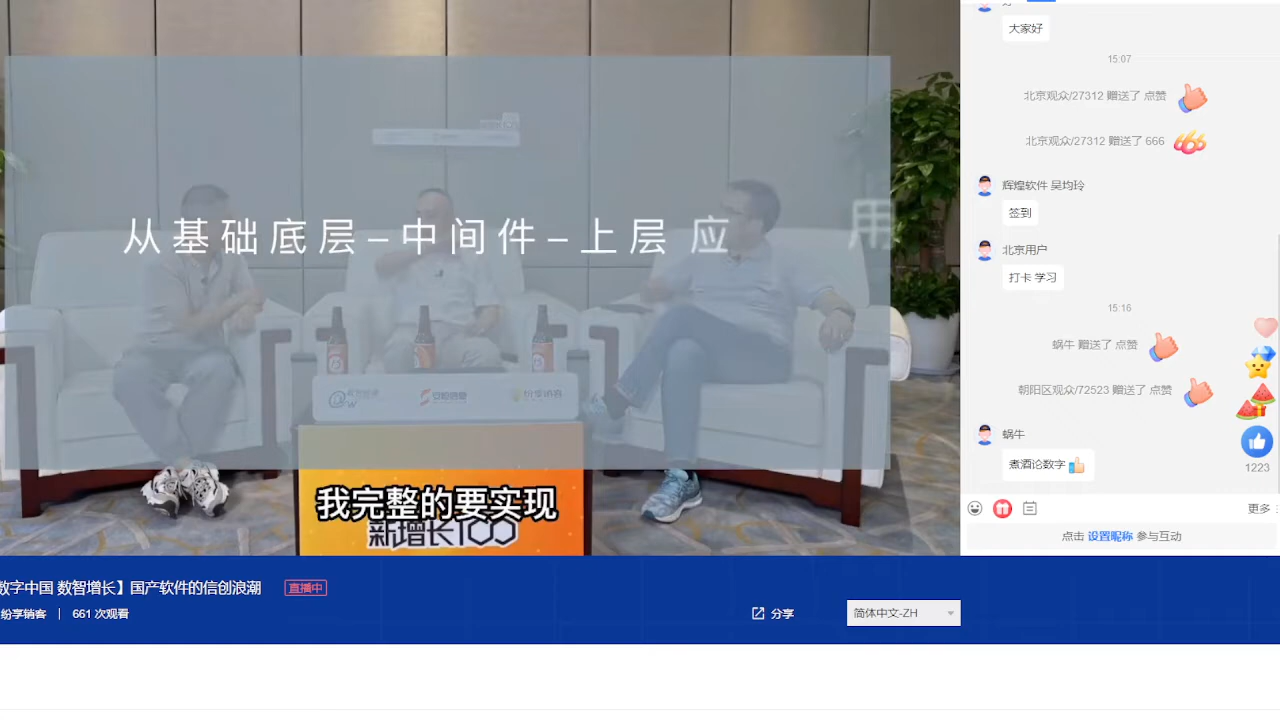 从基础底层–中间件–上层应用
我完整的要实现
新增长100
数字中国 数智增长】国产软件的信创浪潮
直播中
纷享销客 | 661 次观看
分享
简体中文-ZH
大家好
15:07
北京观众/27312 赠送了 点赞
北京观众/27312 赠送了 666
666
辉煌软件 吴均玲
签到
北京用户
打卡 学习
15:16
蜗牛 赠送了 点赞
朝阳区观众/72523 赠送了 点赞
蜗牛
煮酒论数字
1223
更多
点击 设置昵称 参与互动